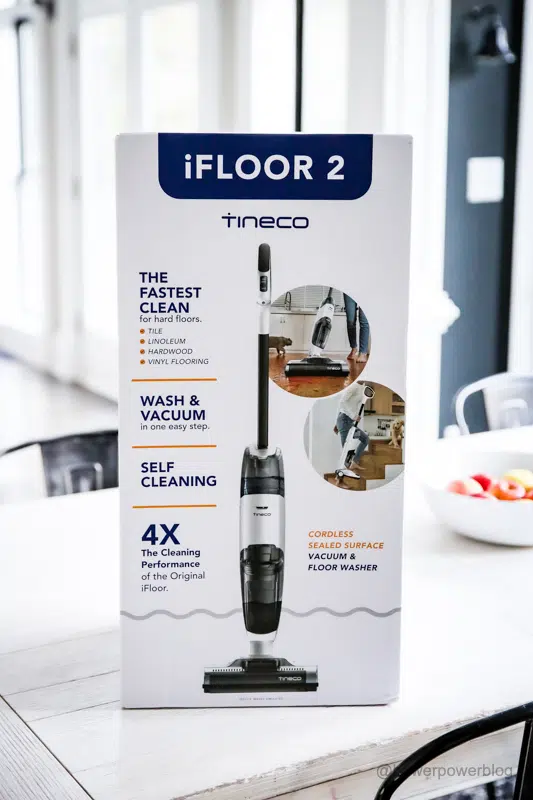 iFLOOR 2
TINECO
THE
FASTEST
CLEAN
for hard floors.
TILE
LINOLEUM
HARDWOOD
VINYL FLOORING
WASH &
VACUUM
in one easy step.
SELF
CLEANING
4X
The Cleaning
Performance
of the Original
iFloor.
CORDLESS
SEALED SURFACE
VACUUM &
FLOOR WASHER
TINECO
TINECO